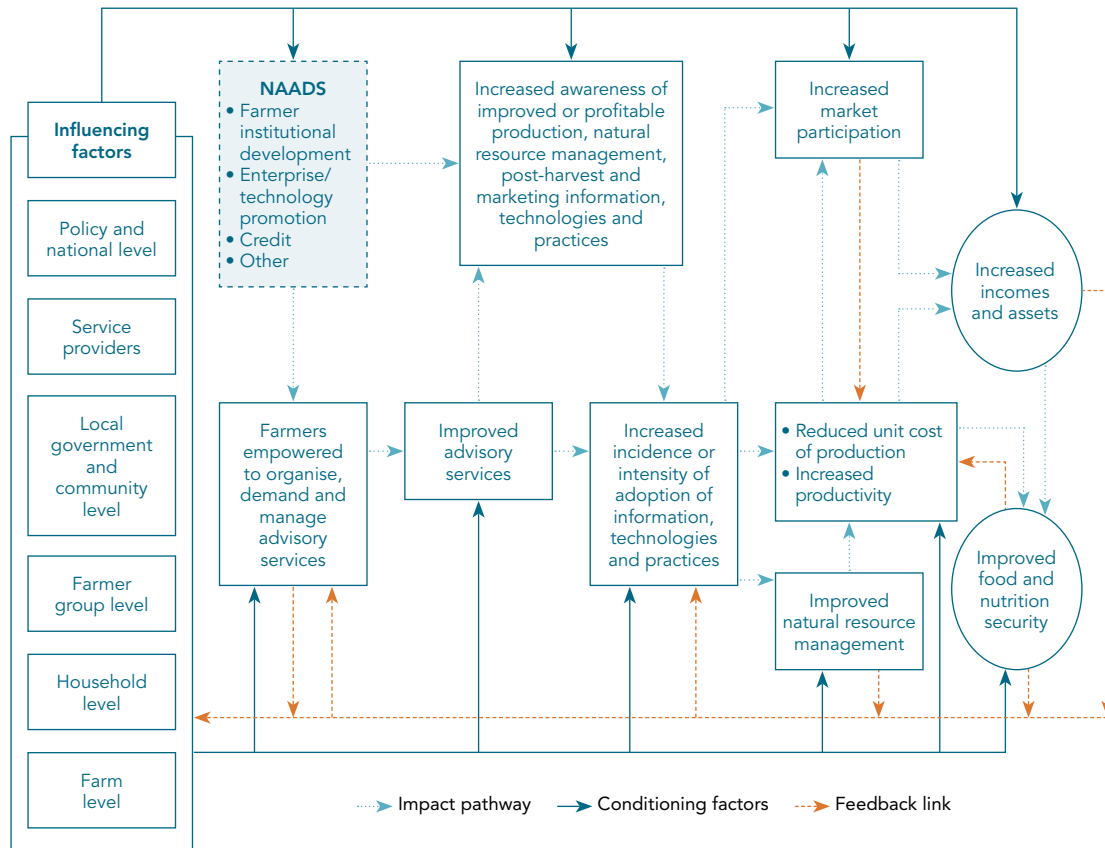 Influencing
factors
Policy and
national level
Service
providers
Local
government
and
community
level
Farmer
group level
Household
level
Farm
level
NAADS
• Farmer
institutional
development
• Enterprise/
technology
promotion
• Credit
• Other
Increased awareness of
improved or profitable
production, natural
resource management,
post-harvest and
marketing information,
technologies and
practices
Increased
market
participation
Increased
incomes
and assets
Farmers
empowered
to organise,
demand and
manage
advisory
services
Improved
advisory
services
Increased
incidence or
intensity of
adoption of
information,
technologies
and practices
• Reduced unit cost
of production
• Increased
productivity
Improved
natural resource
management
Improved
food and
nutrition
security
Impact pathway
Conditioning factors
Feedback link